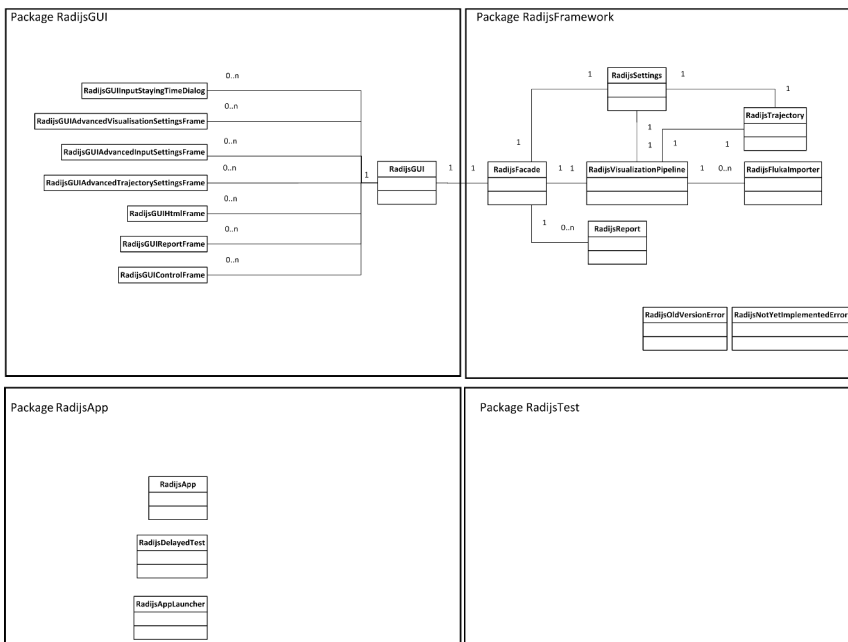 Package RadijsGUI
0..n
RadijsGUIInputStayingTimeDialog
0..n
RadijsGUIAdvancedVisualisationSettingsFrame
0..n
RadijsGUIAdvancedInputSettingsFrame
0..n
RadijsGUIAdvancedTrajectorySettingsFrame
0..n
RadijsGUIHtmlFrame
0..n
RadijsGUIReportFrame
0..n
RadijsGUIControlFrame
1
RadijsGUI
1
Package RadijsFramework
1
RadijsSettings
1
1
RadijsTrajectory
1
1
1
1
1
1
1
RadijsFacade
1 1
RadijsVisualizationPipeline
1
0..n
RadijsFlukaImporter
1
0..n
RadijsReport
RadijsOldVersionError
RadijsNotYetImplementedError
Package RadijsApp
RadijsApp
RadijsDelayedTest
RadijsAppLauncher
Package RadijsTest